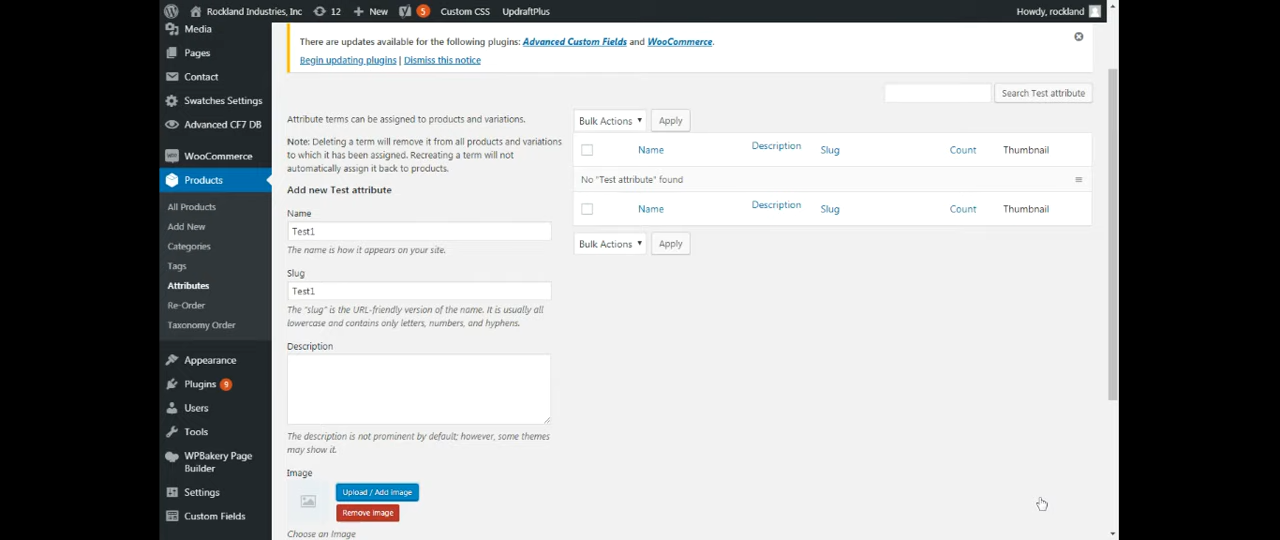 Rockland Industries, Inc 12 New 5 Custom CSS UpdraftPlus Howdy, rockland
Media
Pages
Contact
Swatches Settings
Advanced CF7 DB
WooCommerce
Products
All Products
Add New
Categories
Tags
Attributes
Re-Order
Taxonomy Order
Appearance
Plugins 9
Users
Tools
WPBakery Page
Builder
Settings
Custom Fields
There are updates available for the following plugins: Advanced Custom Fields and WooCommerce.
Begin updating plugins | Dismiss this notice
Search Test attribute
Attribute terms can be assigned to products and variations.
Note: Deleting a term will remove it from all products and variations
to which it has been assigned. Recreating a term will not
automatically assign it back to products.
Add new Test attribute
Name
Test1
The name is how it appears on your site.
Slug
Test1
The "slug" is the URL-friendly version of the name. It is usually all
lowercase and contains only letters, numbers, and hyphens.
Description
The description is not prominent by default; however, some themes
may show it.
Image
Upload / Add image
Remove image
Choose an Image
Bulk Actions Apply
Name Description Slug Count Thumbnail
No "Test attribute" found
Name Description Slug Count Thumbnail
Bulk Actions Apply